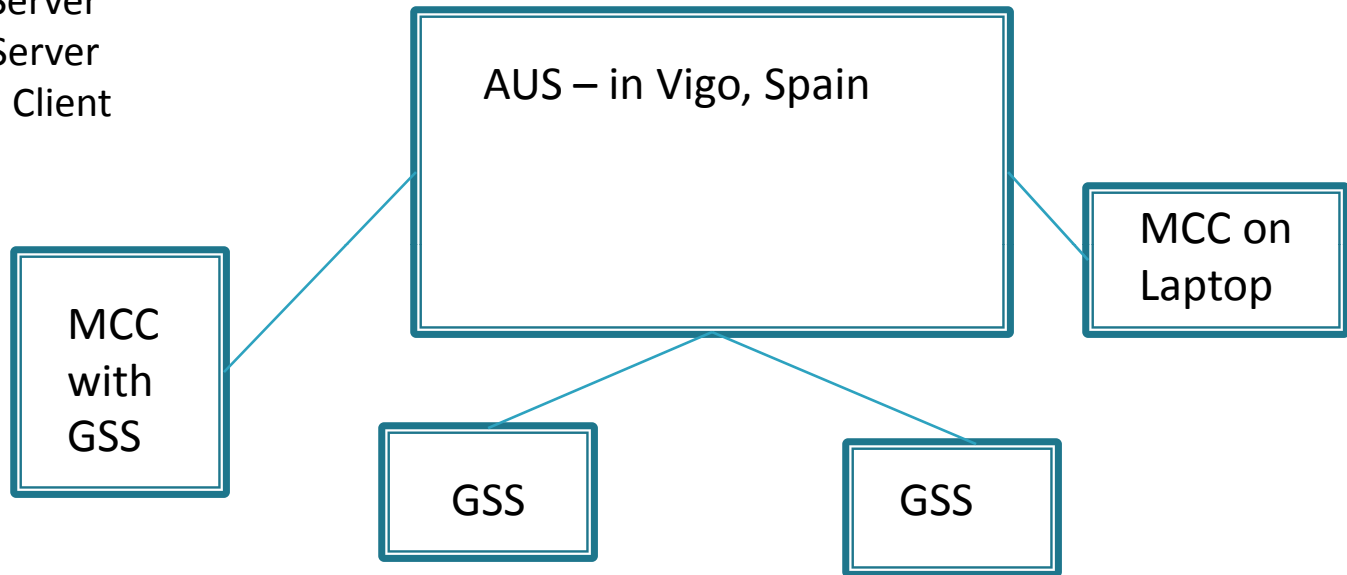 Server
Server
Client
AUS – in Vigo, Spain
MCC on
Laptop
MCC
with
GSS
GSS
GSS